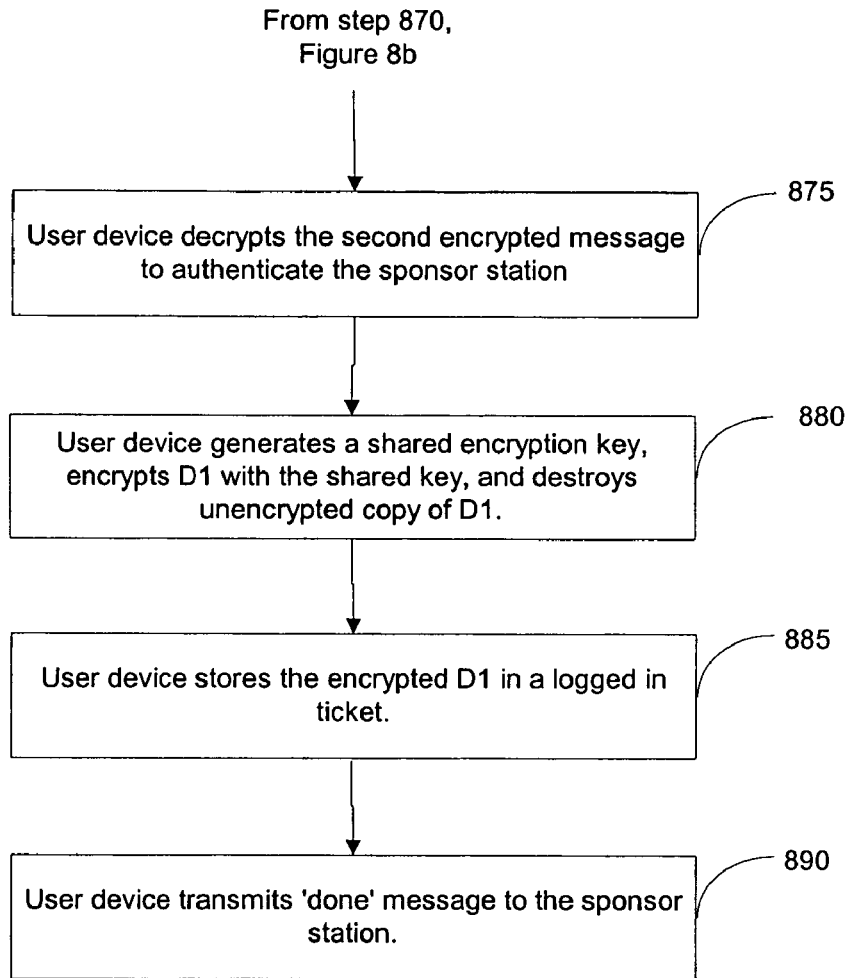 From step 870,
Figure 8b
875
User device decrypts the second encrypted message
to authenticate the sponsor station
880
User device generates a shared encryption key,
encrypts D1 with the shared key, and destroys
unencrypted copy of D1.
885
User device stores the encrypted D1 in a logged in
ticket.
890
User device transmits 'done' message to the sponsor
station.